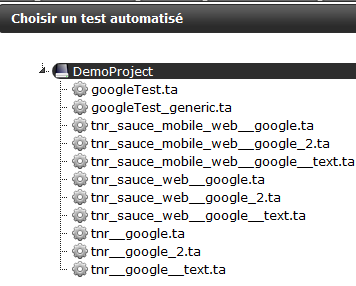 Choisir un test automatisé
DemoProject
googleTest.ta
googleTest_generic.ta
tnr_sauce_mobile_web__google.ta
tnr_sauce_mobile_web__google_2.ta
tnr_sauce_mobile_web__google__text.ta
tnr_sauce_web__google.ta
tnr_sauce_web__google_2.ta
tnr_sauce_web__google__text.ta
tnr__google.ta
tnr__google_2.ta
tnr__google__text.ta